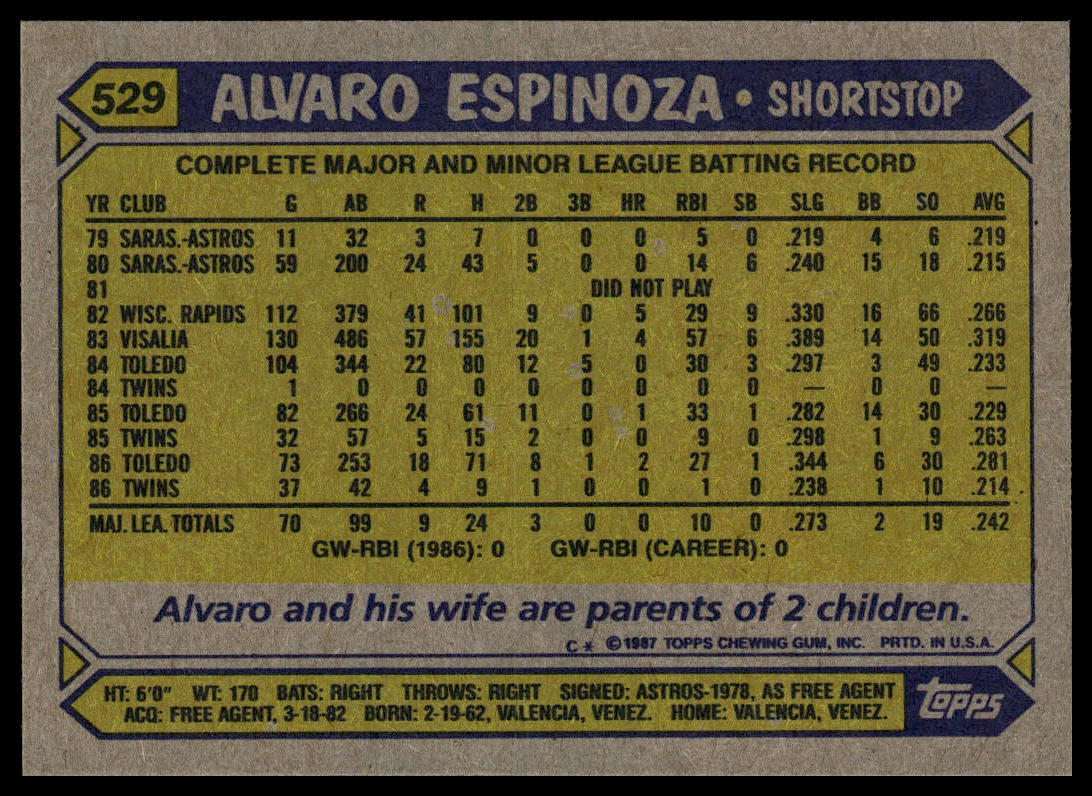 529 ALVARO ESPINOZA • SHORTSTOP
COMPLETE MAJOR AND MINOR LEAGUE BATTING RECORD
YR CLUB G AB R H 2B 3B HR RBI SB SLG BB SO AVG
79 SARAS.-ASTROS 11 32 3 7 0 0 0 5 0 .219 4 6 .219
80 SARAS.-ASTROS 59 200 24 43 5 0 0 14 6 .240 15 18 .215
81 DID NOT PLAY
82 WISC. RAPIDS 112 379 41 101 9 0 5 29 9 .330 16 66 .266
83 VISALIA 130 486 57 155 20 1 4 57 6 .389 14 50 .319
84 TOLEDO 104 344 22 80 12 5 0 30 3 .297 3 49 .233
84 TWINS 1 0 0 0 0 0 0 0 0 — 0 0 —
85 TOLEDO 82 266 24 61 11 0 1 33 1 .282 14 30 .229
85 TWINS 32 57 5 15 2 0 0 9 0 .298 1 9 .263
86 TOLEDO 73 253 18 71 8 1 2 27 1 .344 6 30 .281
86 TWINS 37 42 4 9 1 0 0 1 0 .238 1 10 .214
MAJ. LEA. TOTALS 70 99 9 24 3 0 0 10 0 .273 2 19 .242
GW-RBI (1986): 0 GW-RBI (CAREER): 0
Alvaro and his wife are parents of 2 children.
C* ©1987 TOPPS CHEWING GUM, INC. PRTD. IN U.S.A.
HT: 6'0" WT: 170 BATS: RIGHT THROWS: RIGHT SIGNED: ASTROS-1978, AS FREE AGENT
ACQ: FREE AGENT, 3-18-82 BORN: 2-19-62, VALENCIA, VENEZ. HOME: VALENCIA, VENEZ.
TOPPS